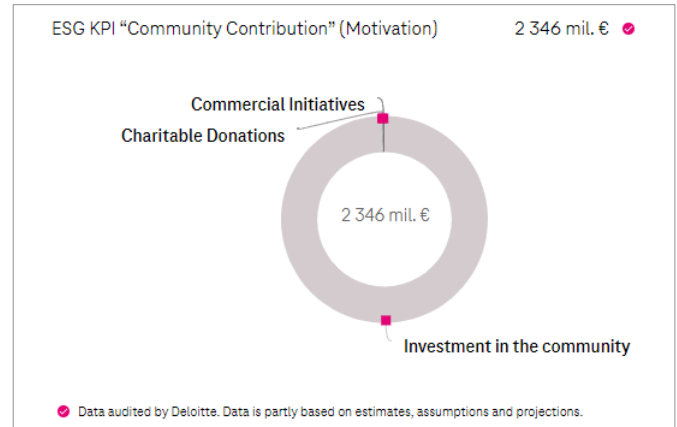 ESG KPI “Community Contribution” (Motivation) 2 346 mil. €
Commercial Initiatives
Charitable Donations
2 346 mil. €
Investment in the community
Data audited by Deloitte. Data is partly based on estimates, assumptions and projections.